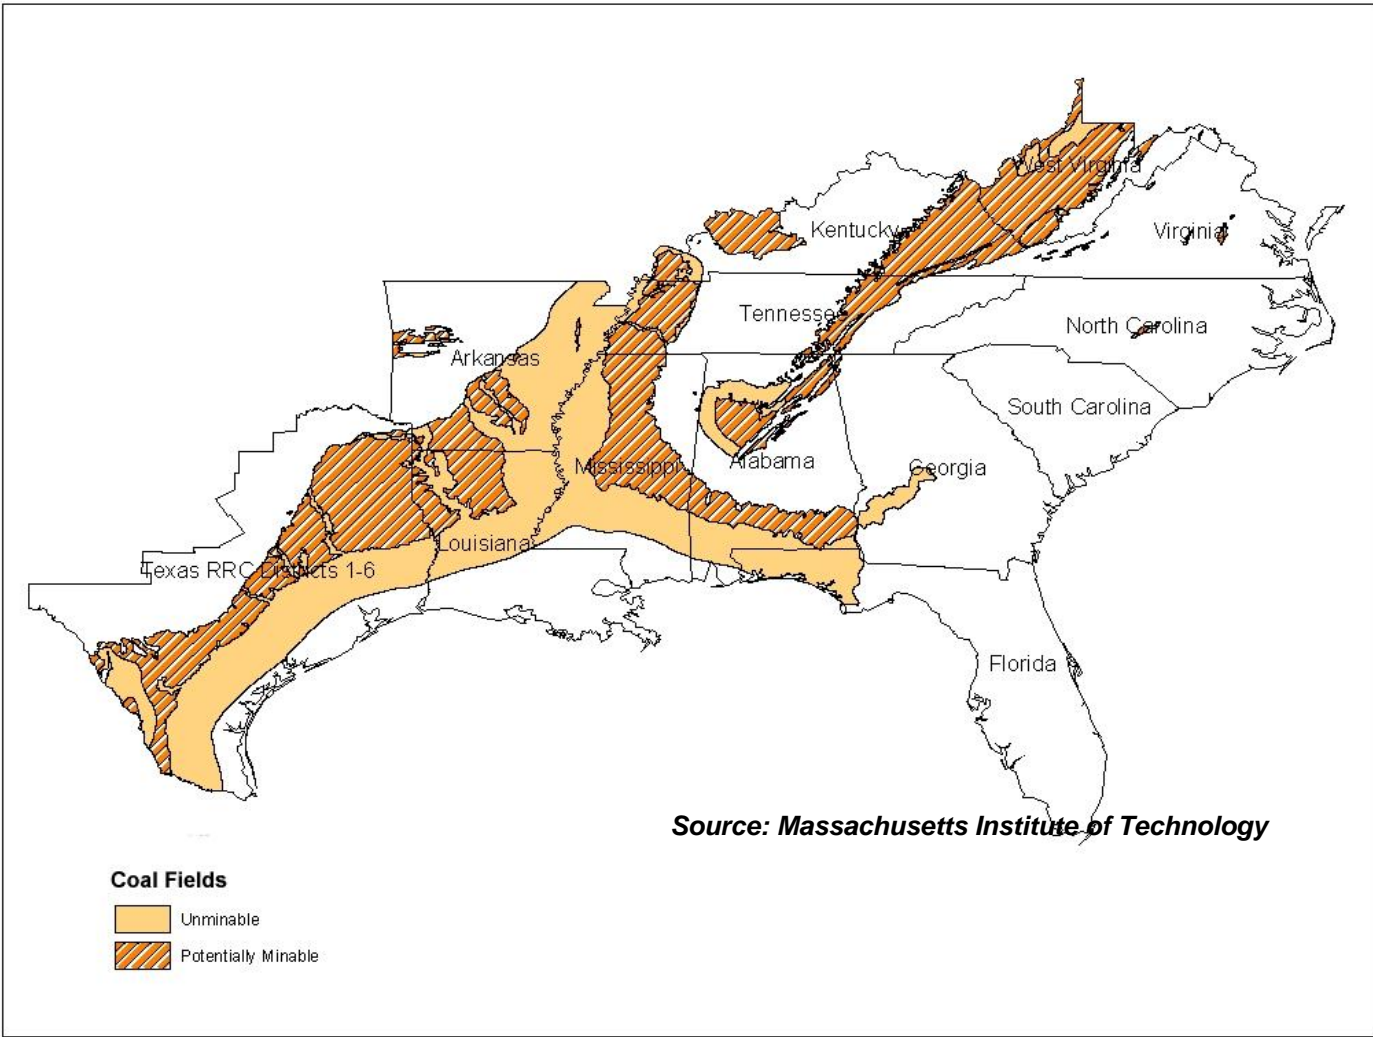 West Virginia
Kentucky
Virginia
Tennessee
North Carolina
Arkansas
South Carolina
Mississippi
Alabama
Georgia
Louisiana
Texas RRC Districts 1-6
Florida
Source: Massachusetts Institute of Technology
Coal Fields
Unminable
Potentially Minable